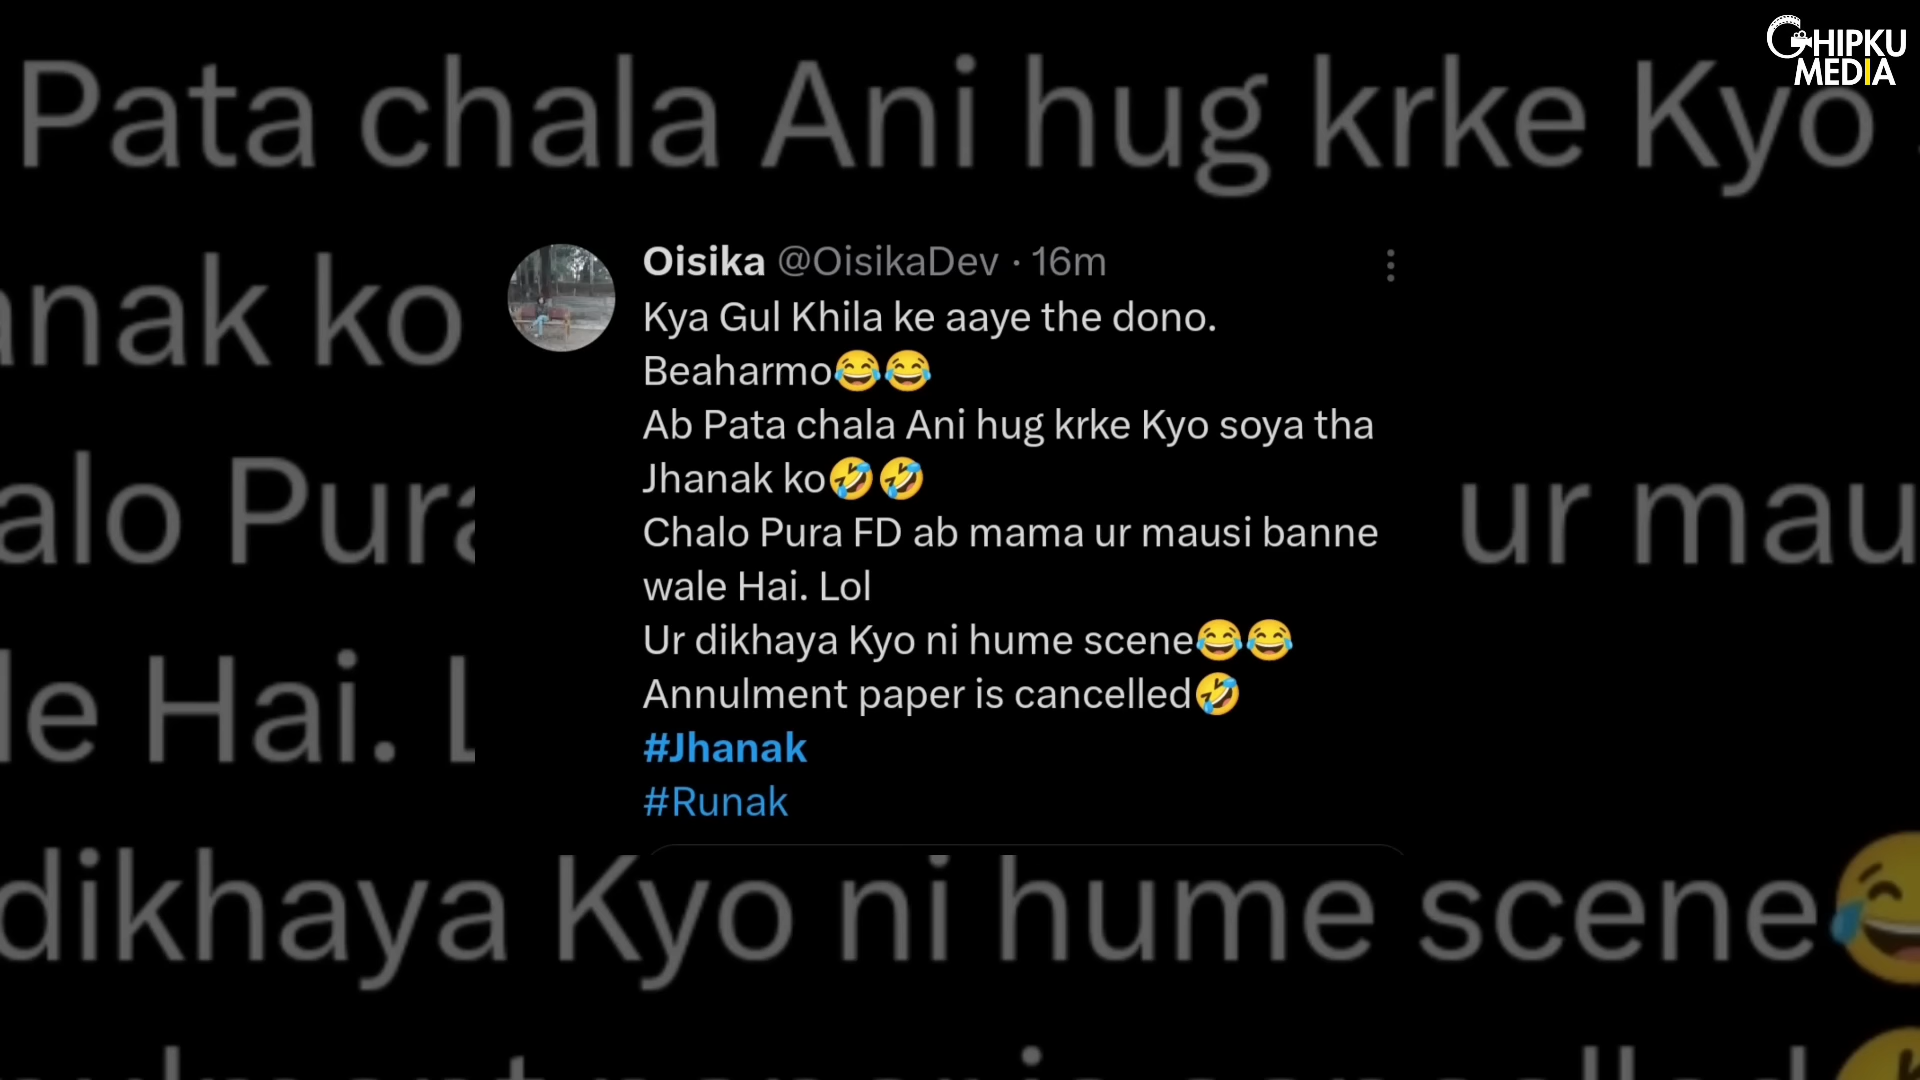 GHIPKU
MEDIA
Pata chala Ani hug krke Kyo
anak ko
Oisika @OisikaDev · 16m
Kya Gul Khila ke aaye the dono.
Beaharmo😂😂
Ab Pata chala Ani hug krke Kyo soya tha
Jhanak ko🤣🤣
Chalo Pura FD ab mama ur mausi banne
wale Hai. Lol
Ur dikhaya Kyo ni hume scene😂😂
Annulment paper is cancelled🤣
#Jhanak
#Runak
alo Pura
ur mau
le Hai. L
dikhaya Kyo ni hume scene😂